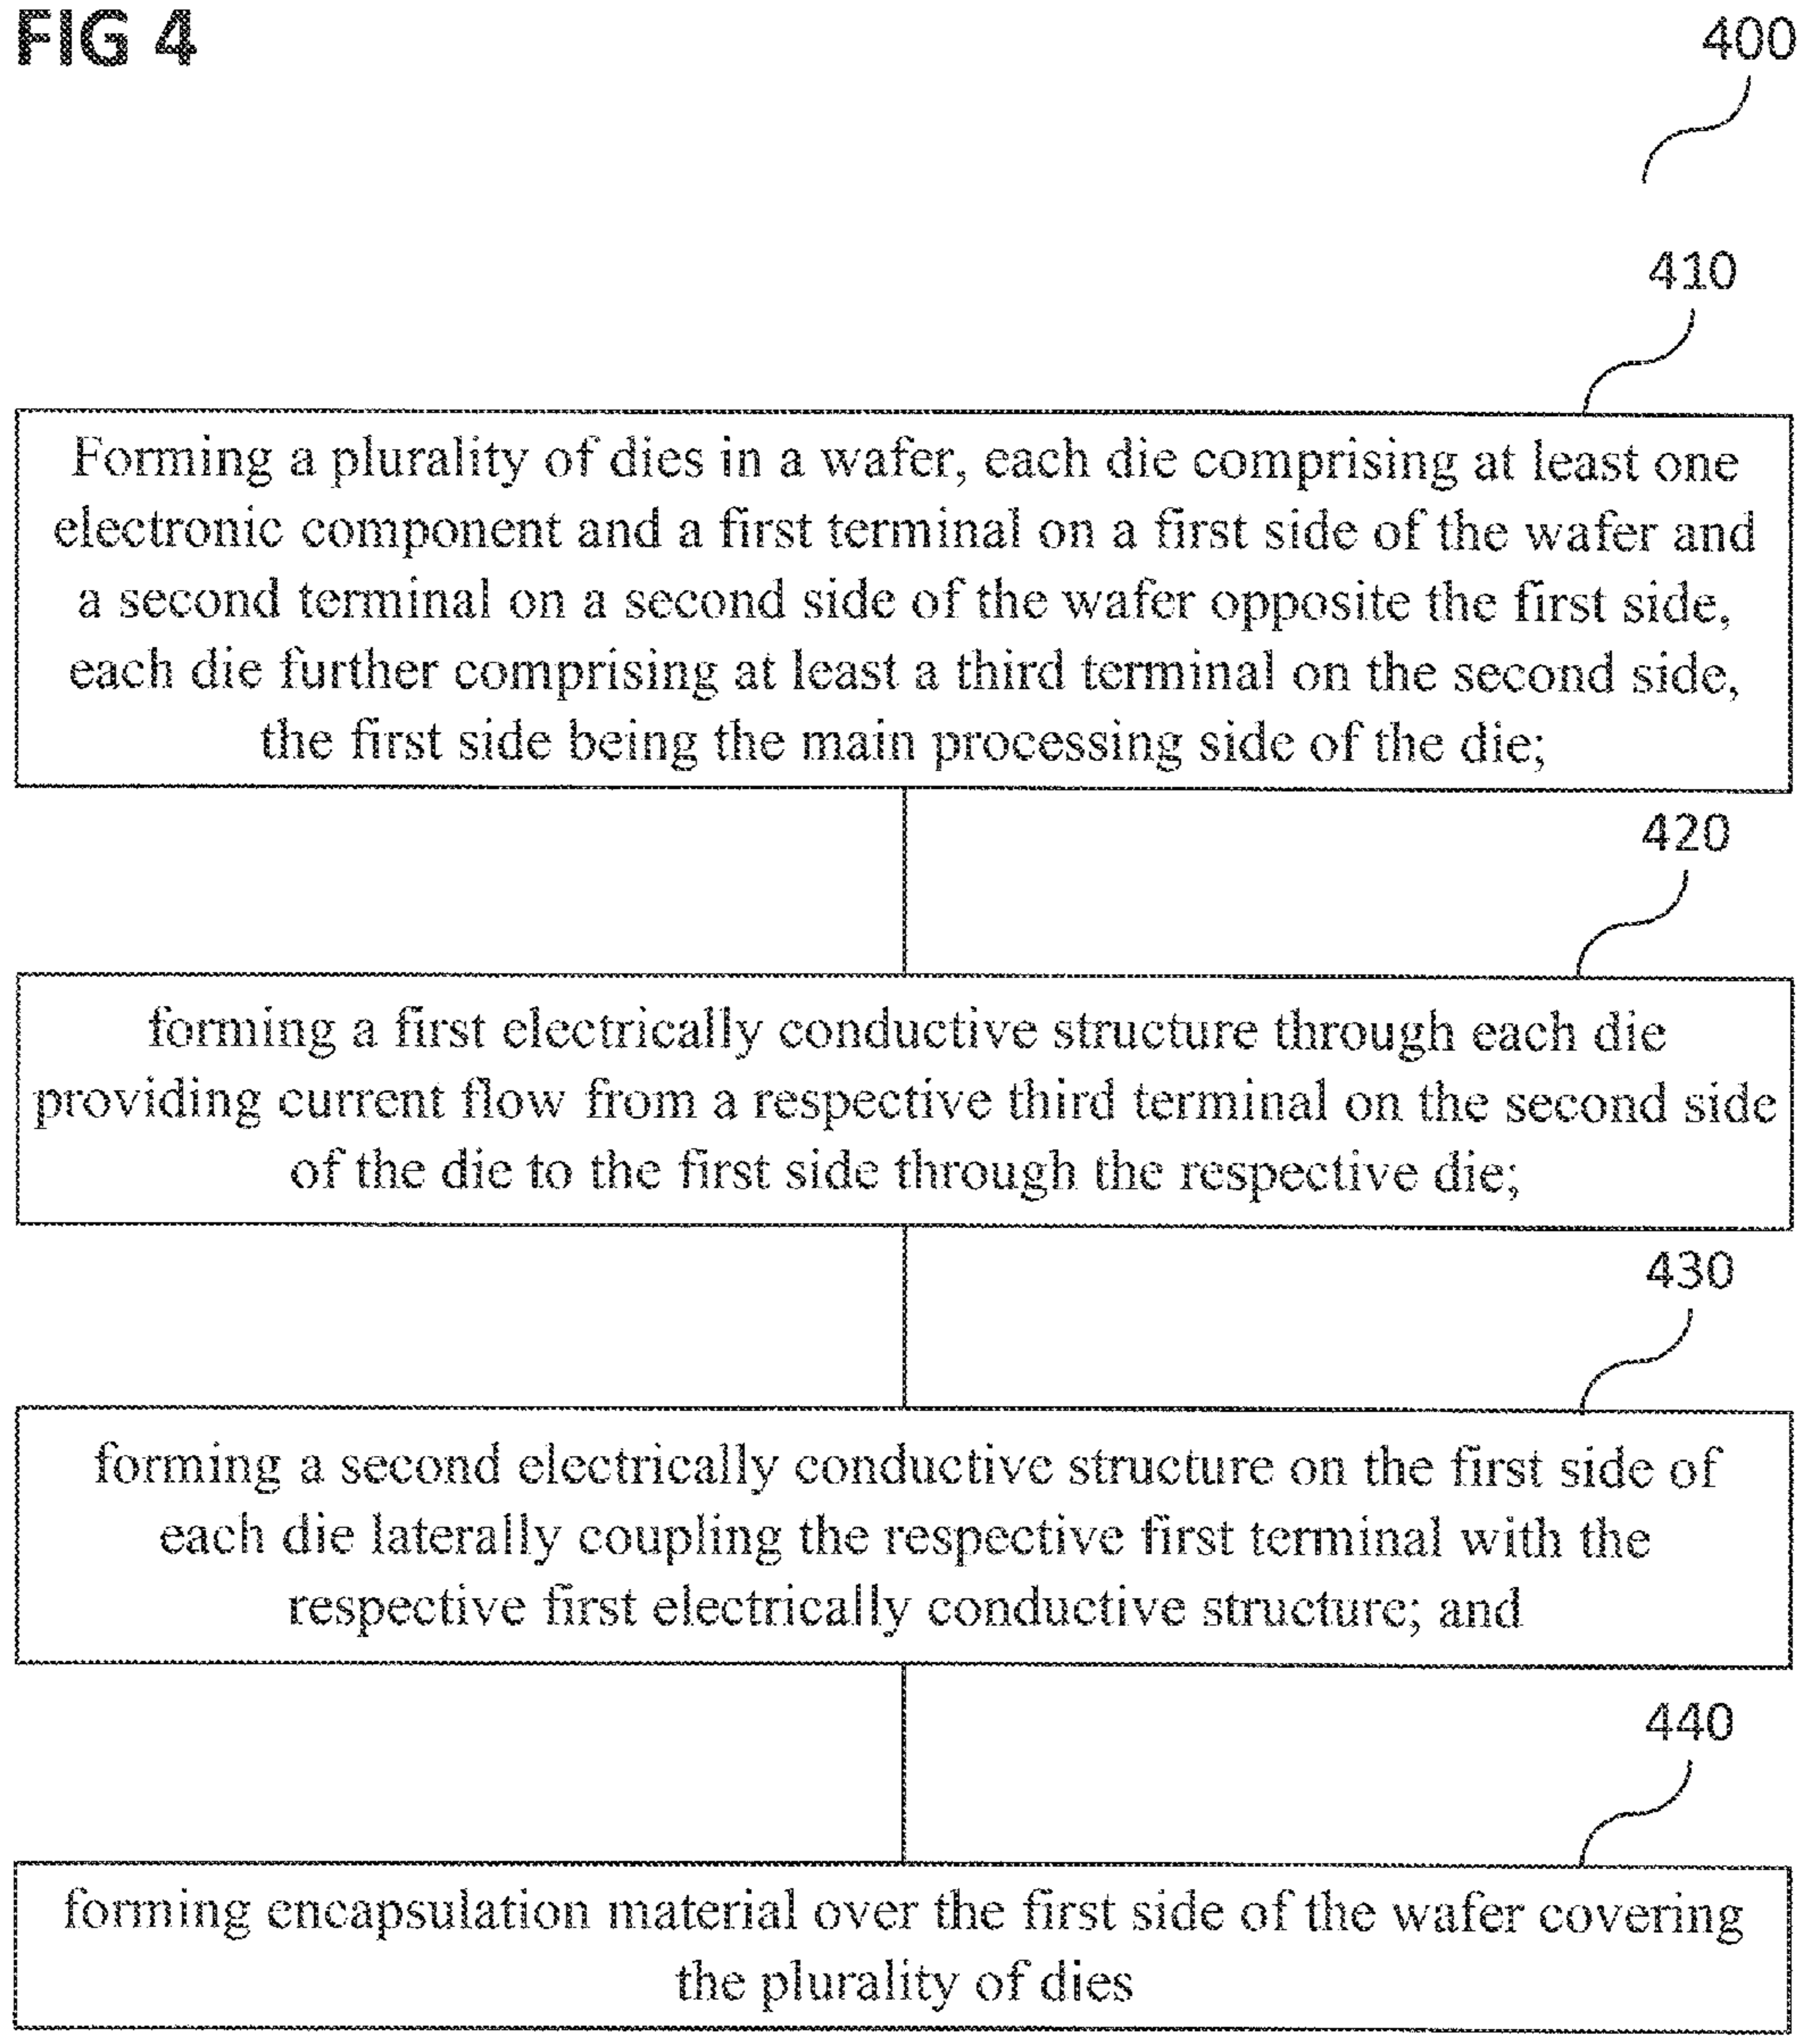 FIG 4
400
410
Forming a plurality of dies in a wafer, each die comprising at least one
electronic component and a first terminal on a first side of the wafer and
a second terminal on a second side of the wafer opposite the first side,
each die further comprising at least a third terminal on the second side,
the first side being the main processing side of the die;
420
forming a first electrically conductive structure through each die
providing current flow from a respective third terminal on the second side
of the die to the first side through the respective die;
430
forming a second electrically conductive structure on the first side of
each die laterally coupling the respective first terminal with the
respective first electrically conductive structure; and
440
forming encapsulation material over the first side of the wafer covering
the plurality of dies